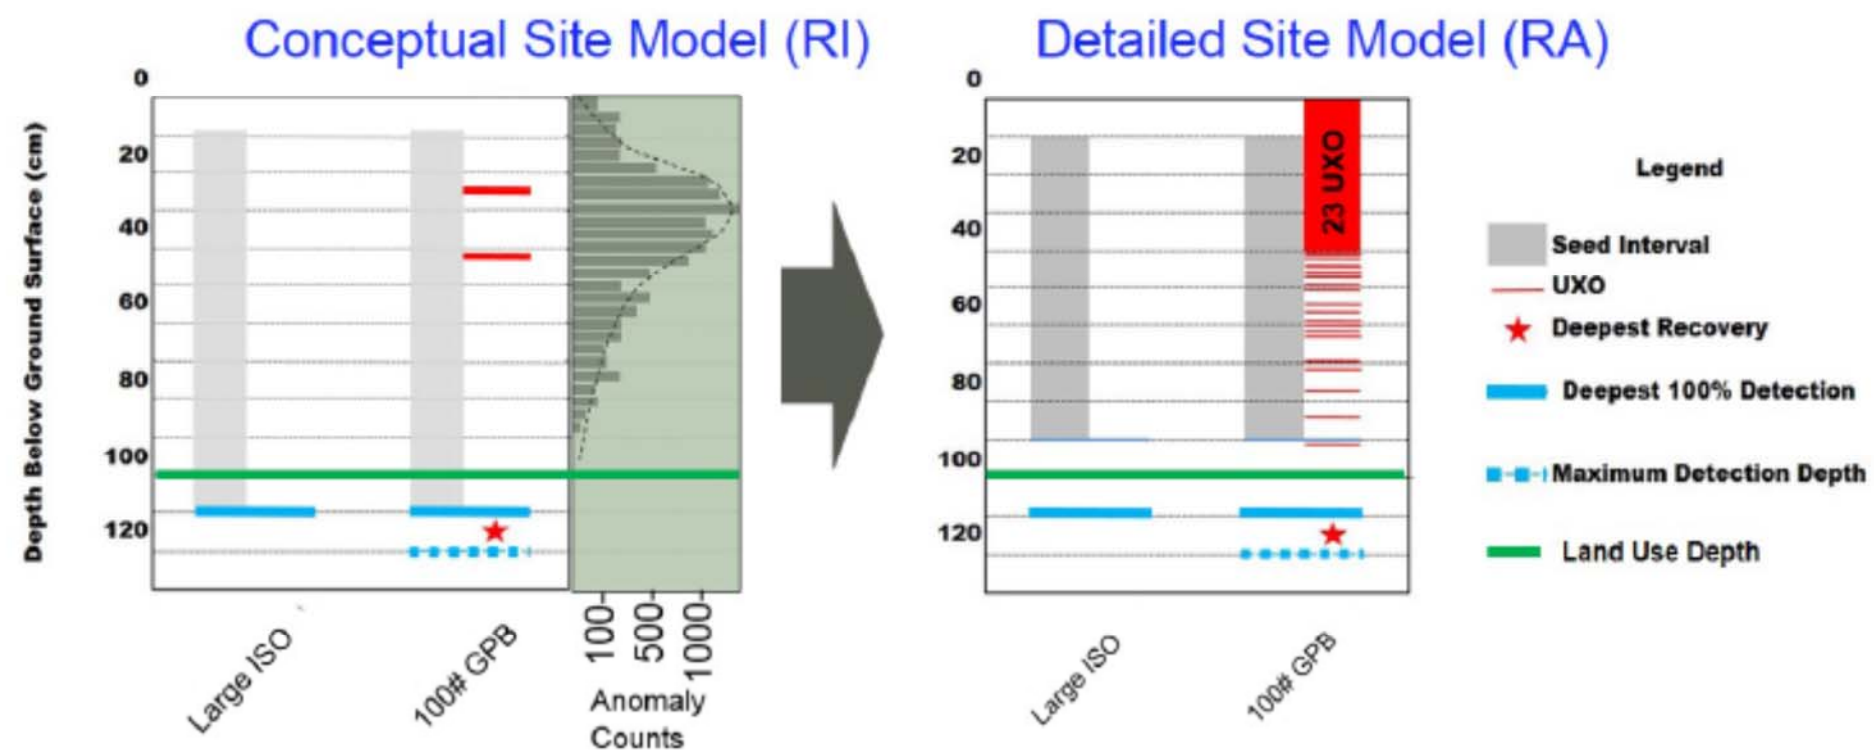 Conceptual Site Model (RI)
Depth Below Ground Surface (cm)
0
20
40
60
80
100
120
Large ISO
100# GPB
100
500
1000
Anomaly
Counts
Detailed Site Model (RA)
0
20
40
60
80
100
120
23 UXO
Large ISO
100# GPB
Legend
Seed Interval
UXO
Deepest Recovery
Deepest 100% Detection
Maximum Detection Depth
Land Use Depth